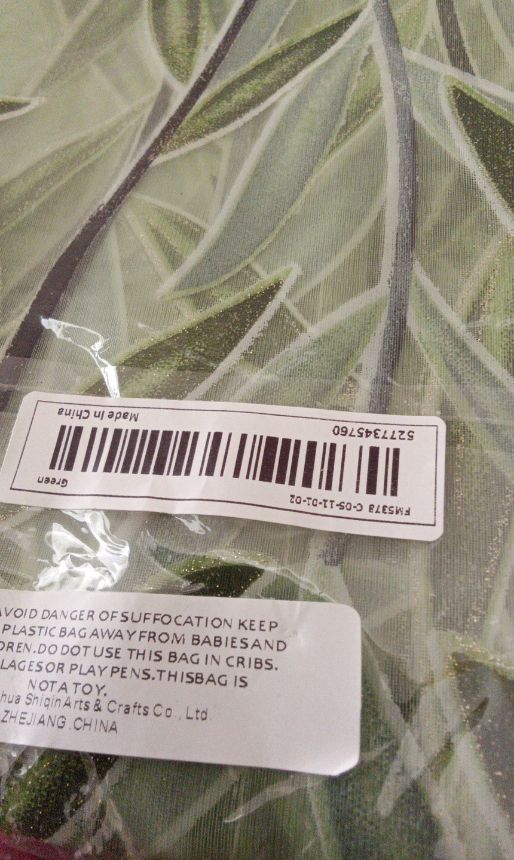 FM5378 C-05-11-01-02
Green
5277345760
Made In China
AVOID DANGER OF SUFFOCATION KEEP
PLASTIC BAG AWAY FROM BABIES AND
DREN.DO DOT USE THIS BAG IN CRIBS.
LAGES OR PLAY PENS.THIS BAG IS
NOT A TOY.
hua Shiqin Arts & Crafts Co., Ltd
ZHEJIANG.CHINA